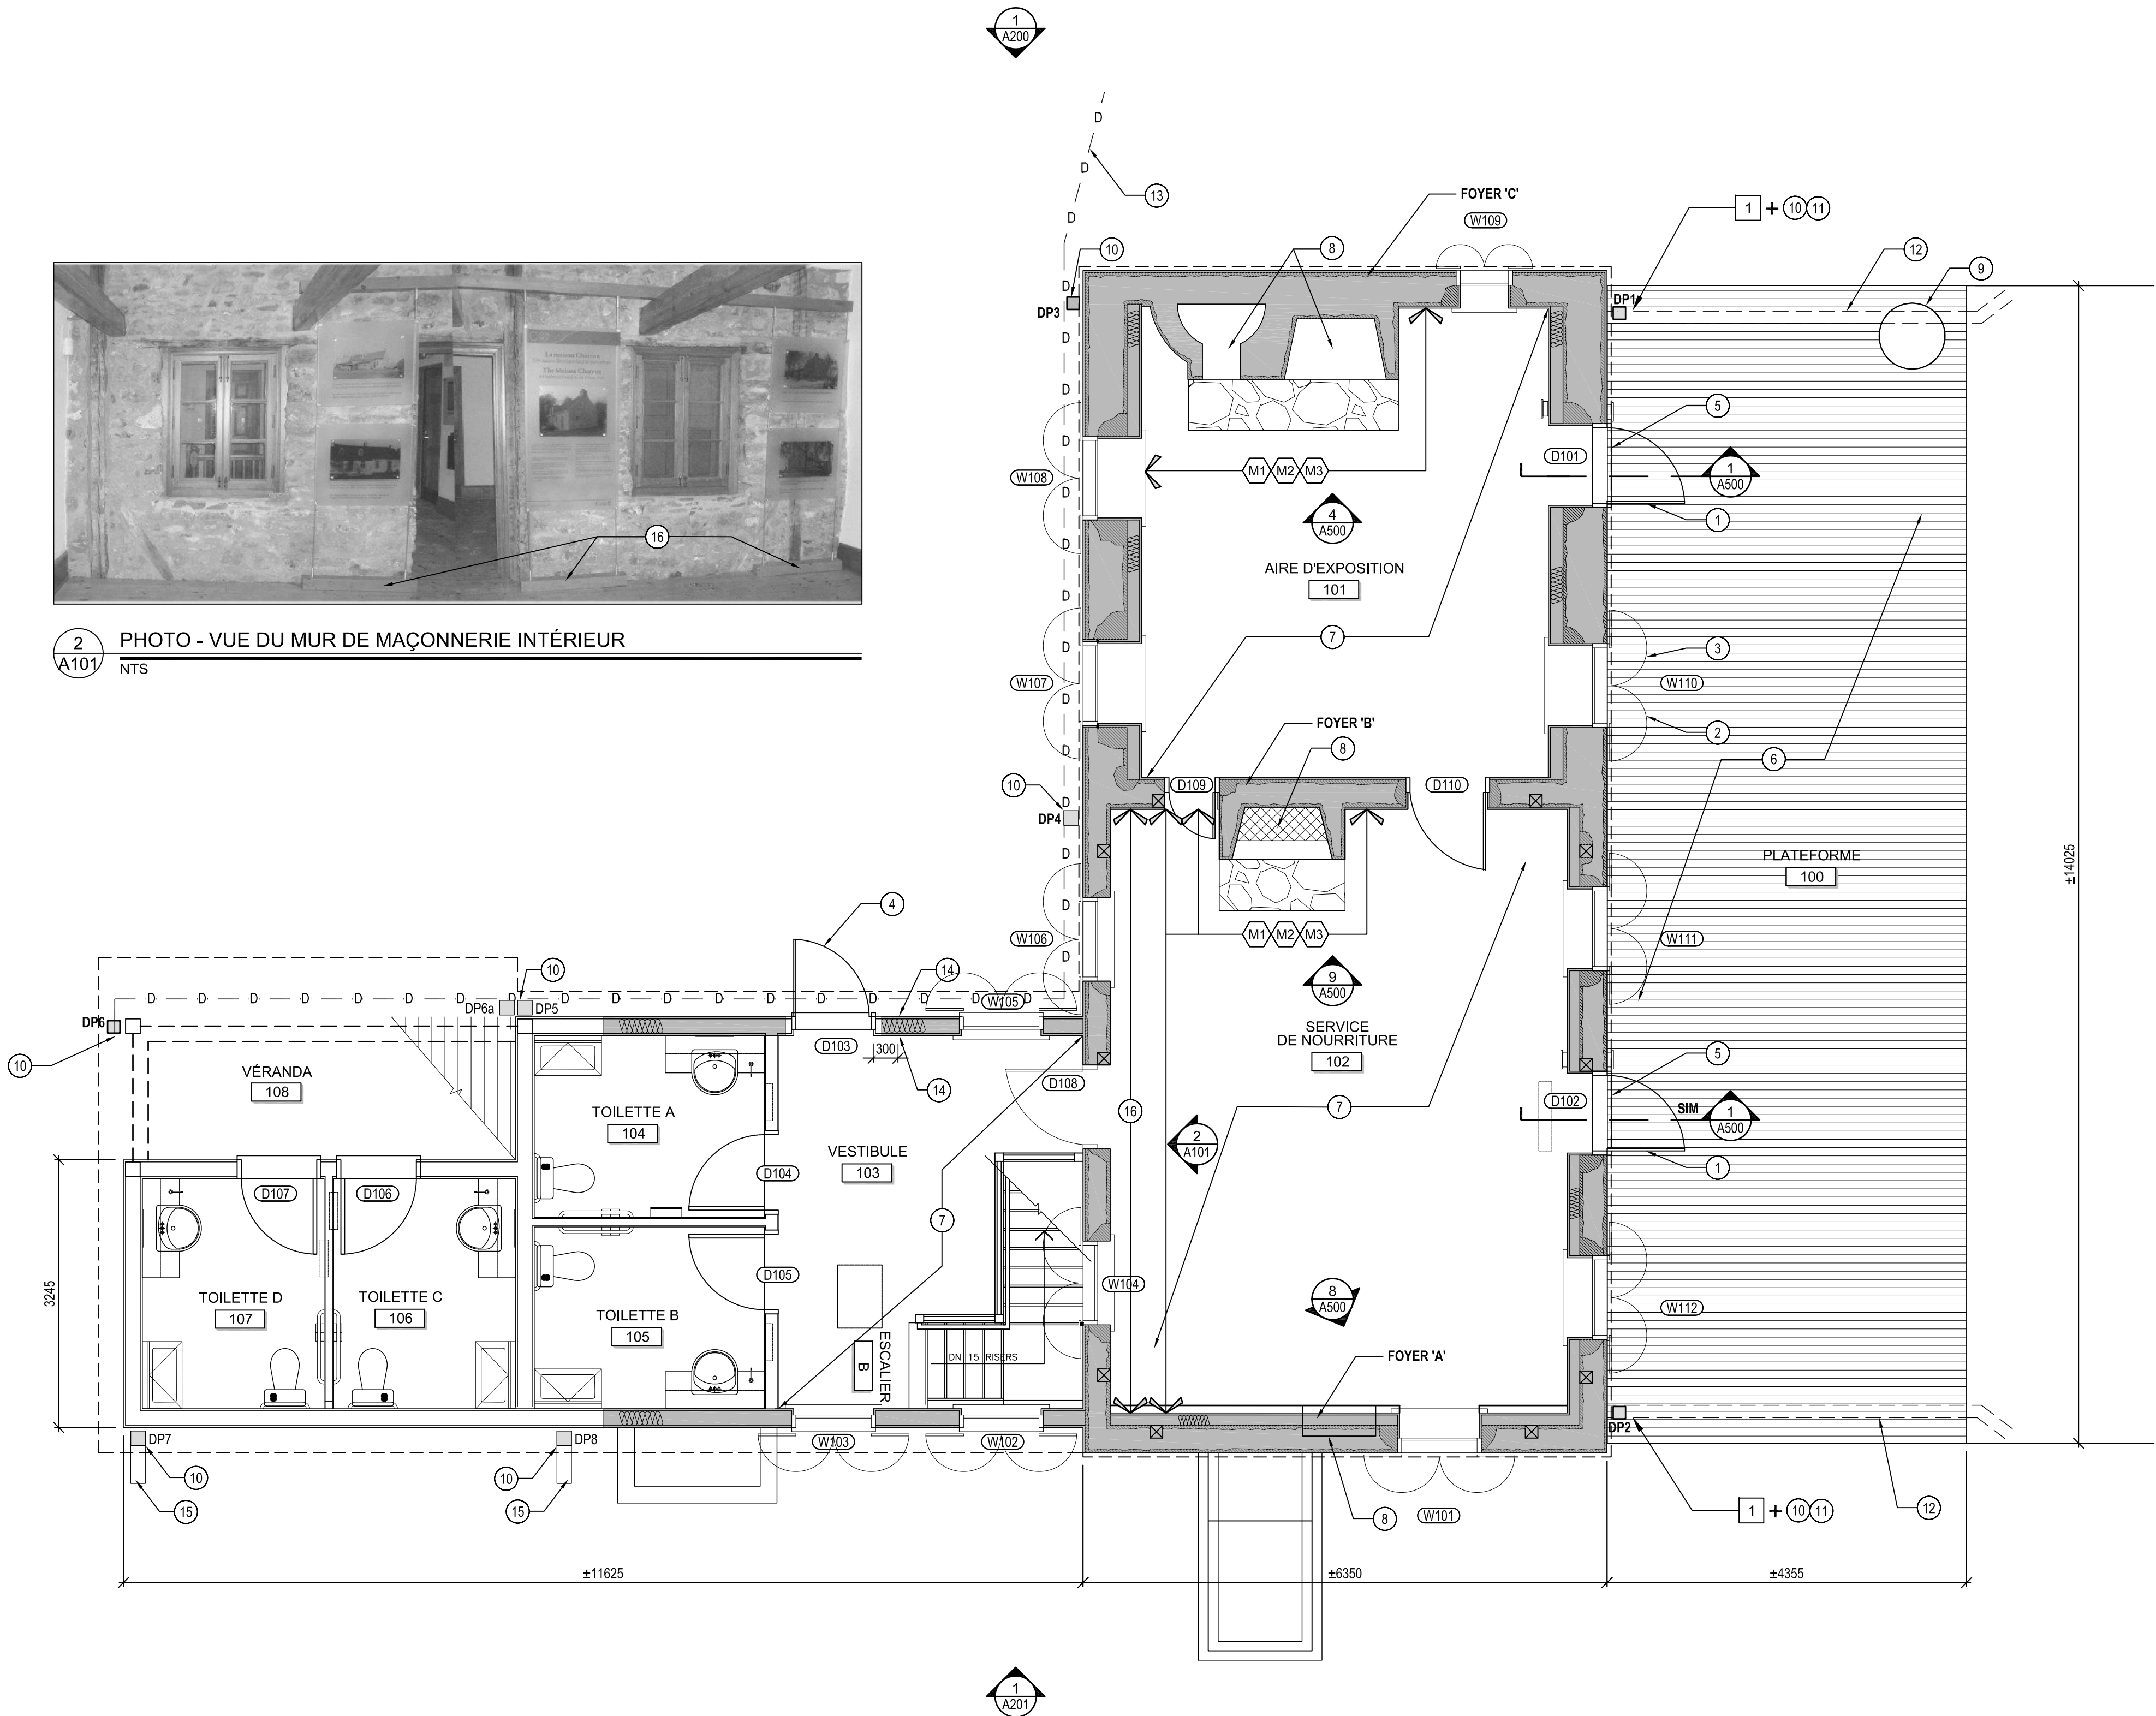 1
A200
D
D
13
D
FOYER 'C'
W109
1 + 10 11
10
8
12
9
D
DP3
DP1
D
D
5
D
D101
1
A500
W108
M1 M2 M3
D
4
A500
1
D
AIRE D'EXPOSITION
101
D
7
3
D
W107
W110
D
FOYER 'B'
2
8
D
6
10
D109
D110
D
DP4
D
PLATEFORME
100
±14025
4
D
W106
M1 M2 M3
W111
D
10
14
9
A500
D D D D D D D D D D D D D D D D D
W105
DP6a
DP5
DP6
10
D103
300
SERVICE
DE NOURRITURE
102
5
VÉRANDA
108
14
D108
D102
SIM
1
A500
TOILETTE A
104
16
7
VESTIBULE
103
2
A101
1
D104
D107
D106
7
3245
D105
W104
TOILETTE D
107
TOILETTE C
106
TOILETTE B
105
8
A500
W112
ESCALIER
B
DN 15 RISERS
FOYER 'A'
DP7
DP8
W103
W102
DP2
10
10
15
15
8
W101
1 + 10 11
12
±11625
±6350
±4355
1
A201
La maison Charron
The Maison Charron
16
2
A101
PHOTO - VUE DU MUR DE MAÇONNERIE INTÉRIEUR
NTS